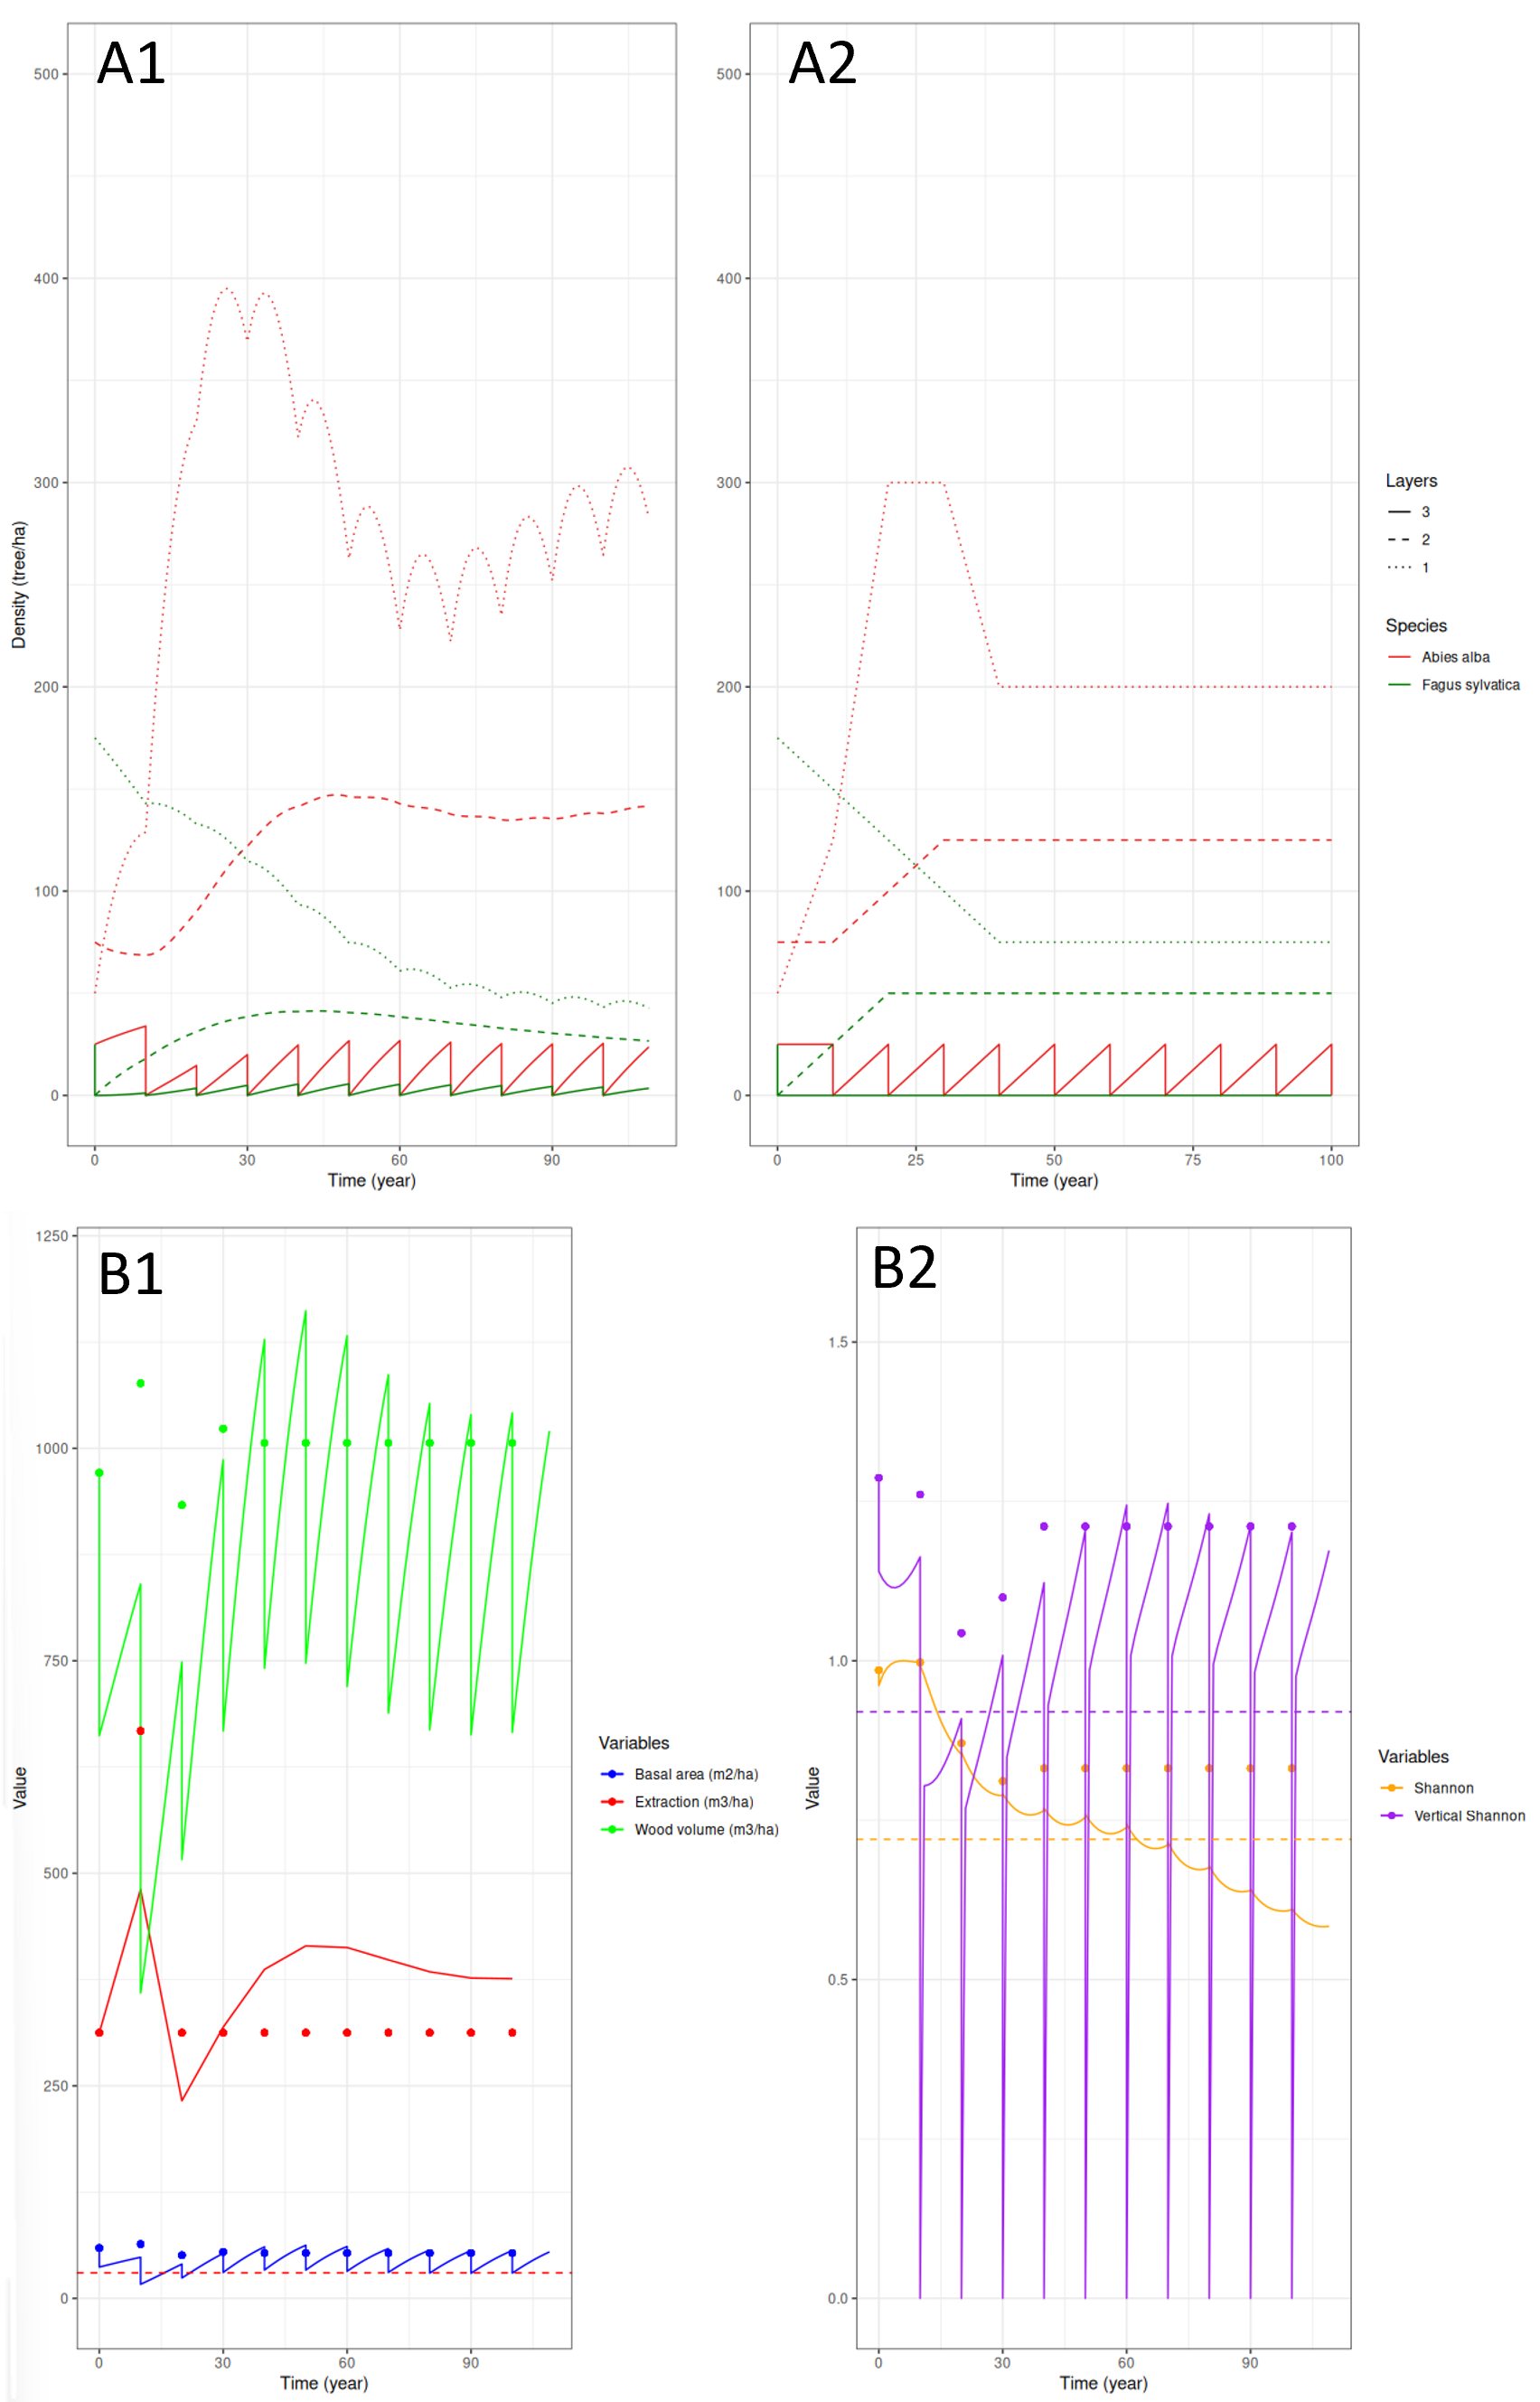 A1
A2
500
400
300
200
100
0
Density (tree/ha)
0
30
60
90
Time (year)
500
400
300
200
100
0
0
25
50
75
100
Time (year)
Layers
3
2
1
Species
Abies alba
Fagus sylvatica
B1
B2
1250
1000
750
500
250
0
Value
0
30
60
90
Time (year)
Variables
Basal area (m2/ha)
Extraction (m3/ha)
Wood volume (m3/ha)
1.5
1.0
0.5
0.0
Value
0
30
60
90
Time (year)
Variables
Shannon
Vertical Shannon